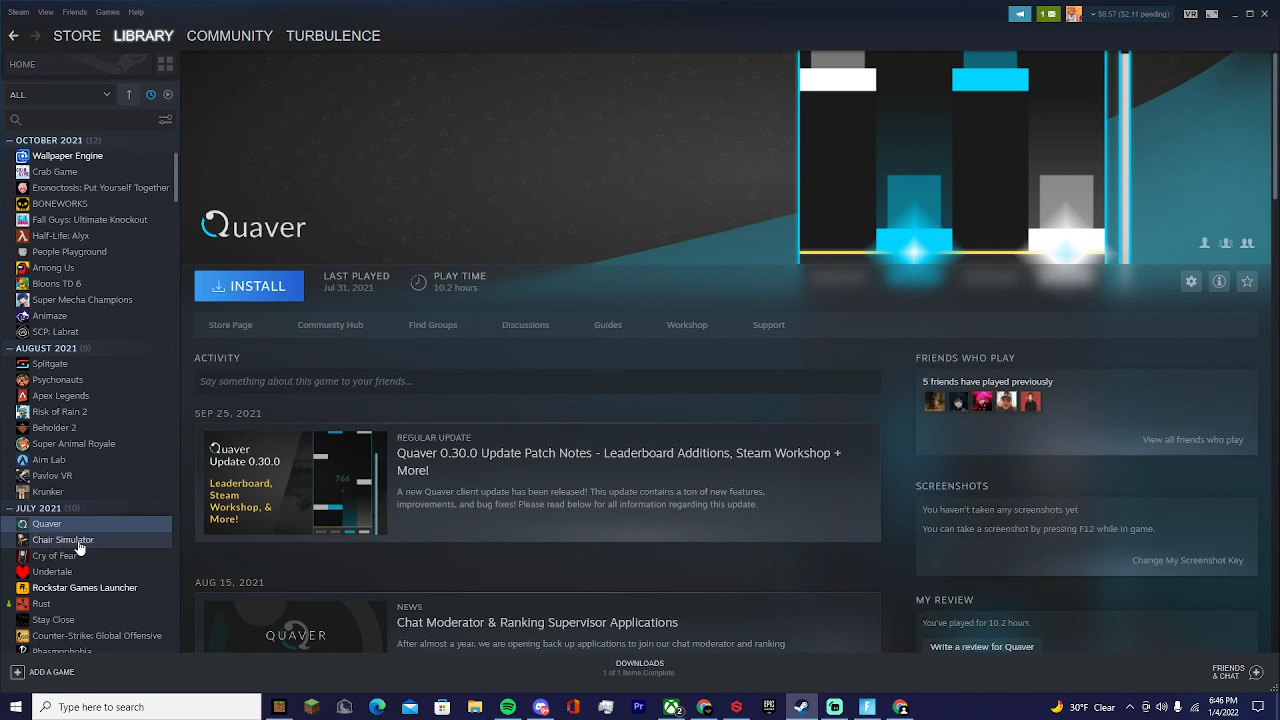 Steam View Friends Games Help
1
$0.57 ($2.11 pending)
VR
STORE LIBRARY COMMUNITY TURBULENCE
HOME
ALL
OCTOBER 2021 (12)
Wallpaper Engine
Crab Game
Ennoctosis: Put Yourself Together
BONEWORKS
Fall Guys: Ultimate Knockout
Half-Life: Alyx
People Playground
Among Us
Bloons TD 6
Super Mecha Champions
Animaze
SCP: Labrat
AUGUST 2021 (9)
Splitgate
Psychonauts
Apex Legends
Risk of Rain 2
Beholder 2
Super Animal Royale
Aim Lab
Pavlov VR
Krunker
JULY 2021 (10)
Quaver
Chair Simulator
Cry of Fear
Undertale
Rockstar Games Launcher
Rust
Stay Close
Counter-Strike: Global Offensive
Phasmophobia
Quaver
INSTALL
LAST PLAYED
Jul 31, 2021
PLAY TIME
10.2 hours
Store Page Community Hub Find Groups Discussions Guides Workshop Support
ACTIVITY
Say something about this game to your friends...
SEP 25, 2021
Quaver
Update 0.30.0
Leaderboard,
Steam
Workshop, &
More!
766
REGULAR UPDATE
Quaver 0.30.0 Update Patch Notes - Leaderboard Additions, Steam Workshop +
More!
A new Quaver client update has been released! This update contains a ton of new features,
improvements, and bug fixes! Please read below for all information regarding this update.
AUG 15, 2021
QUAVER
NEWS
Chat Moderator & Ranking Supervisor Applications
After almost a year, we are opening back up applications to join our chat moderator and ranking
FRIENDS WHO PLAY
5 friends have played previously
View all friends who play
SCREENSHOTS
You haven't taken any screenshots yet
You can take a screenshot by pressing F12 while in game.
Change My Screenshot Key
MY REVIEW
You've played for 10.2 hours
Write a review for Quaver
ADD A GAME
DOWNLOADS
1 of 1 Items Complete
FRIENDS
& CHAT
Type here to search
Pr
2
EPIC
30°F Clear
6:46 PM
1/4/2022